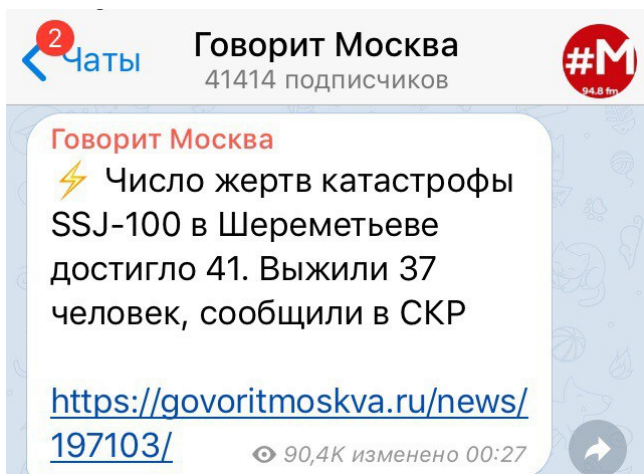 2
Чаты
Говорит Москва
41414 подписчиков
#M
94.8 fm
Говорит Москва
⚡ Число жертв катастрофы
SSJ-100 в Шереметьеве
достигло 41. Выжили 37
человек, сообщили в СКР
https://govoritmoskva.ru/news/
197103/
90,4K изменено 00:27